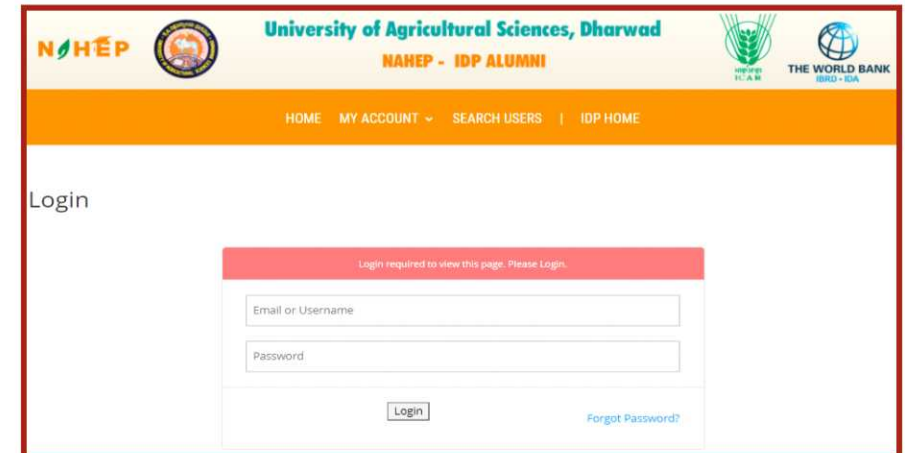 NAHEP
University of Agricultural Sciences, Dharwad
NAHEP - IDP ALUMNI
ICAR
THE WORLD BANK
IBRD • IDA
HOME MY ACCOUNT SEARCH USERS | IDP HOME
Login
Login required to view this page. Please Login.
Email or Username
Password
Login
Forgot Password?